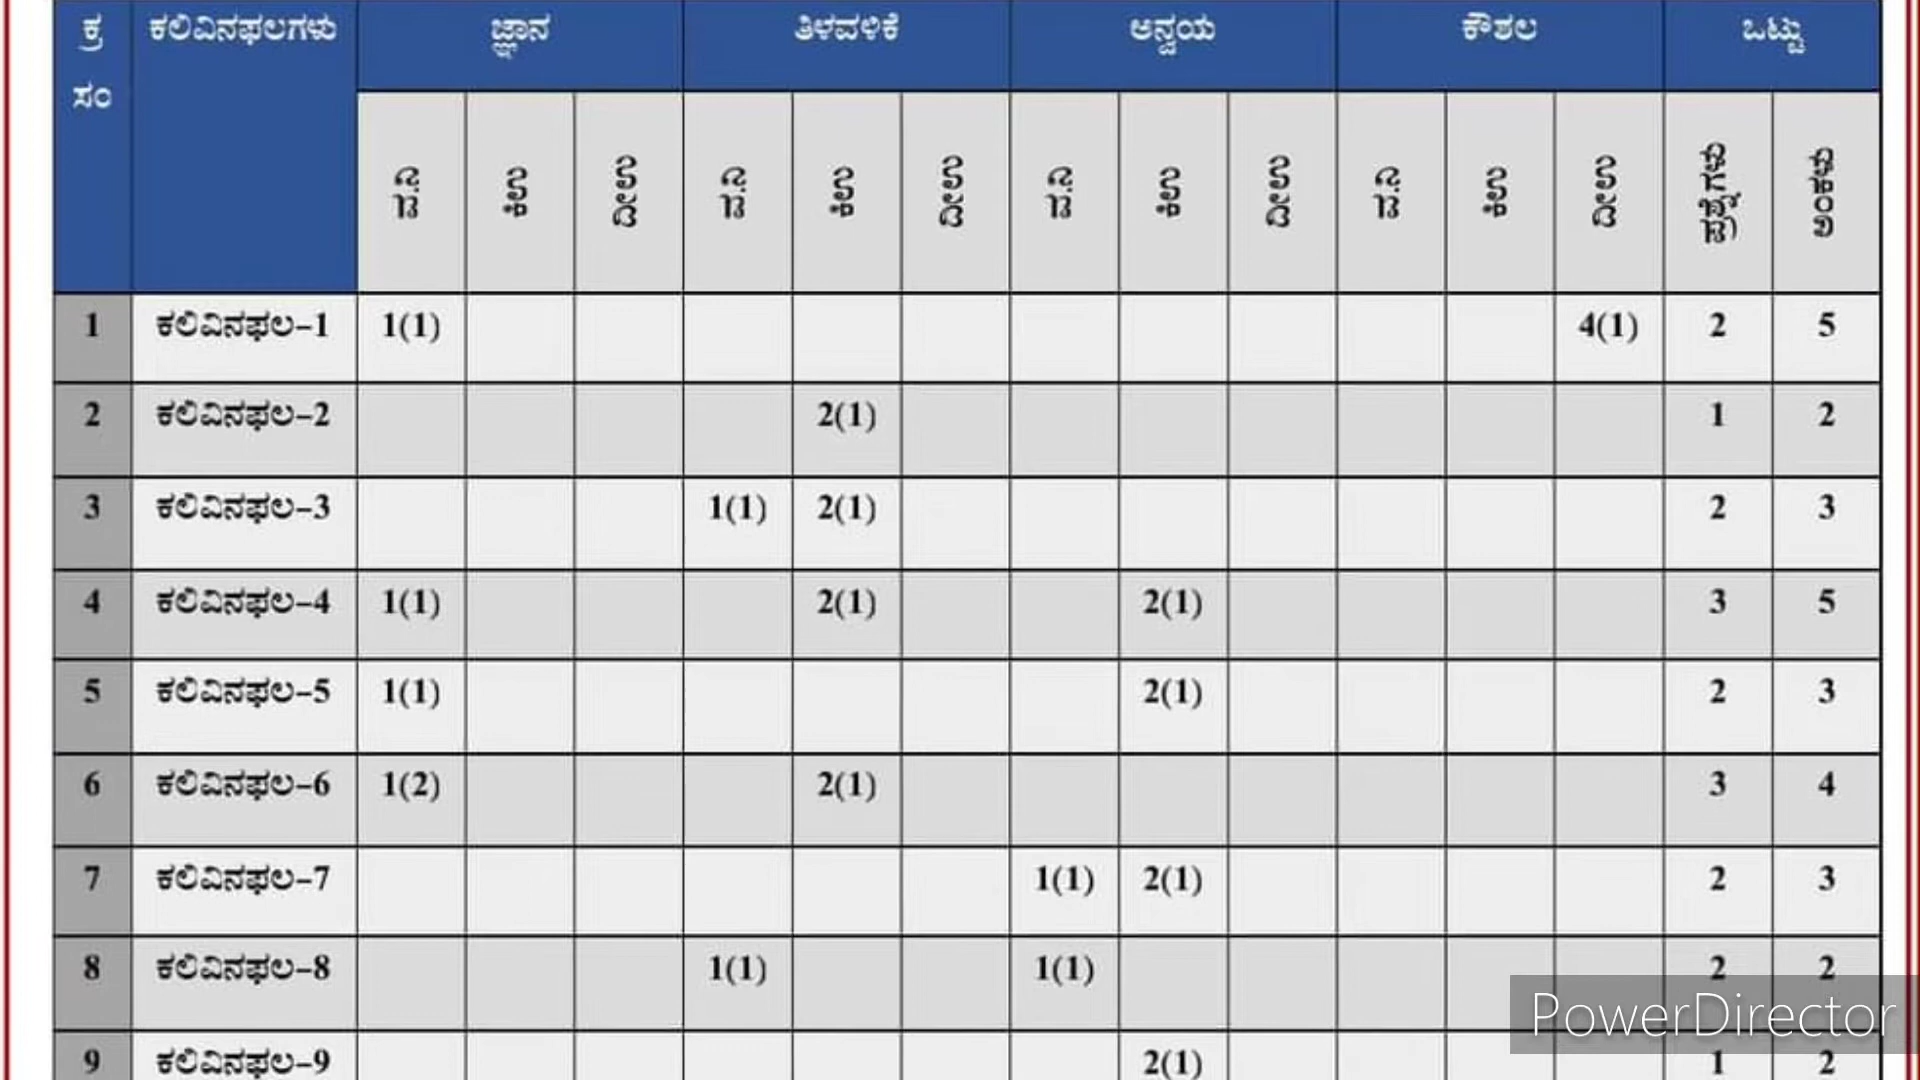 ಕ್ರ ಸಂ ಕಲಿವಿನಫಲಗಳು ಜ್ಞಾನ ತಿಳವಳಿಕೆ ಅನ್ವಯ ಕೌಶಲ ಒಟ್ಟು
ವ.ನಿ ಕಿಉ ದೀಉ ವ.ನಿ ಕಿಉ ದೀಉ ವ.ನಿ ಕಿಉ ದೀಉ ವ.ನಿ ಕಿಉ ದೀಉ ಪ್ರಶ್ನೆಗಳು ಅಂಕಗಳು
1 ಕಲಿವಿನಫಲ-1 1(1) 4(1) 2 5
2 ಕಲಿವಿನಫಲ-2 2(1) 1 2
3 ಕಲಿವಿನಫಲ-3 1(1) 2(1) 2 3
4 ಕಲಿವಿನಫಲ-4 1(1) 2(1) 2(1) 3 5
5 ಕಲಿವಿನಫಲ-5 1(1) 2(1) 2 3
6 ಕಲಿವಿನಫಲ-6 1(2) 2(1) 3 4
7 ಕಲಿವಿನಫಲ-7 1(1) 2(1) 2 3
8 ಕಲಿವಿನಫಲ-8 1(1) 1(1) 2 2
9 ಕಲಿವಿನಫಲ-9 2(1) 1 2
PowerDirector